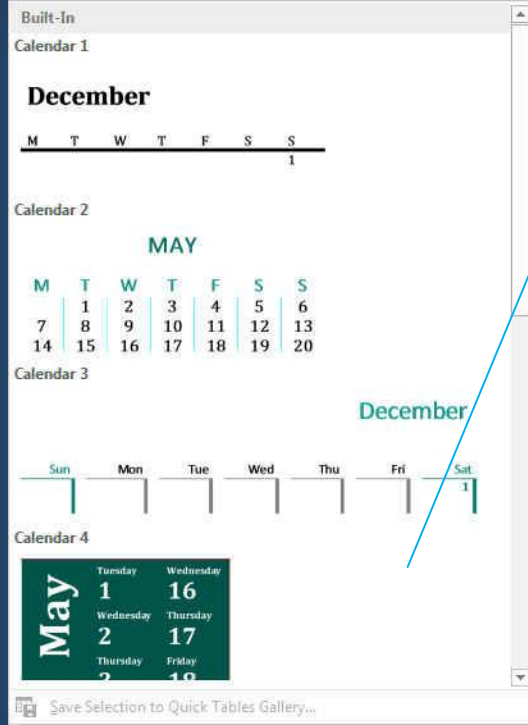 Built-In
Calendar 1
December
M T W T F S S
1
Calendar 2
MAY
M T W T F S S
1 2 3 4 5 6
7 8 9 10 11 12 13
14 15 16 17 18 19 20
Calendar 3
December
Sun Mon Tue Wed Thu Fri Sat
1
Calendar 4
May
Tuesday Wednesday
1 16
Wednesday Thursday
2 17
Thursday Friday
Save Selection to Quick Tables Gallery...